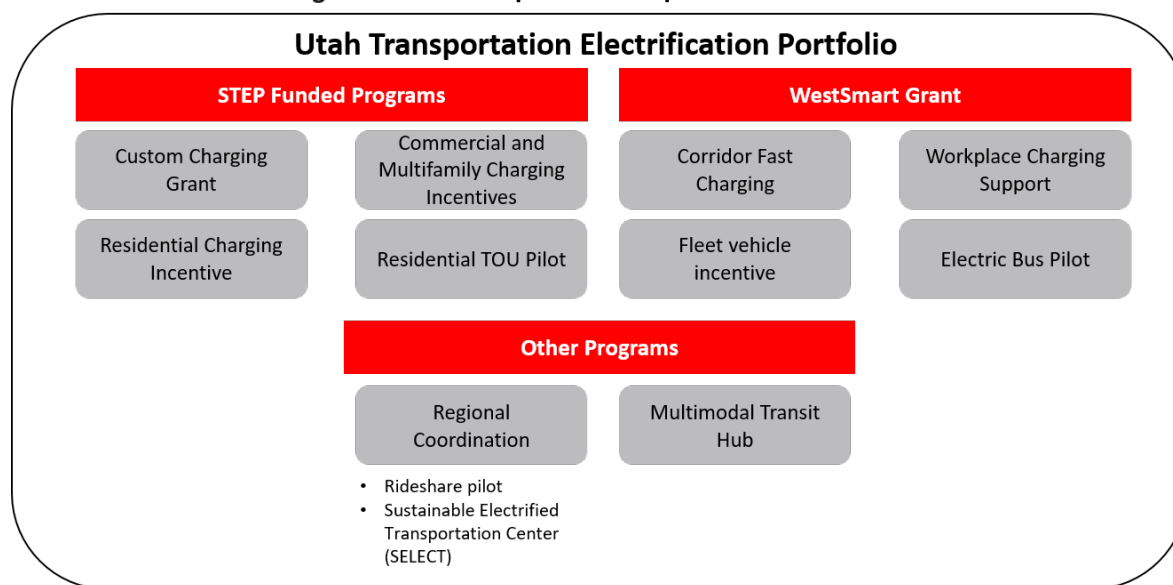 Utah Transportation Electrification Portfolio
STEP Funded Programs
Custom Charging
Grant
Commercial and
Multifamily Charging
Incentives
Residential Charging
Incentive
Residential TOU Pilot
WestSmart Grant
Corridor Fast
Charging
Workplace Charging
Support
Fleet vehicle
incentive
Electric Bus Pilot
Other Programs
Regional
Coordination
• Rideshare pilot
• Sustainable Electrified
Transportation Center
(SELECT)
Multimodal Transit
Hub